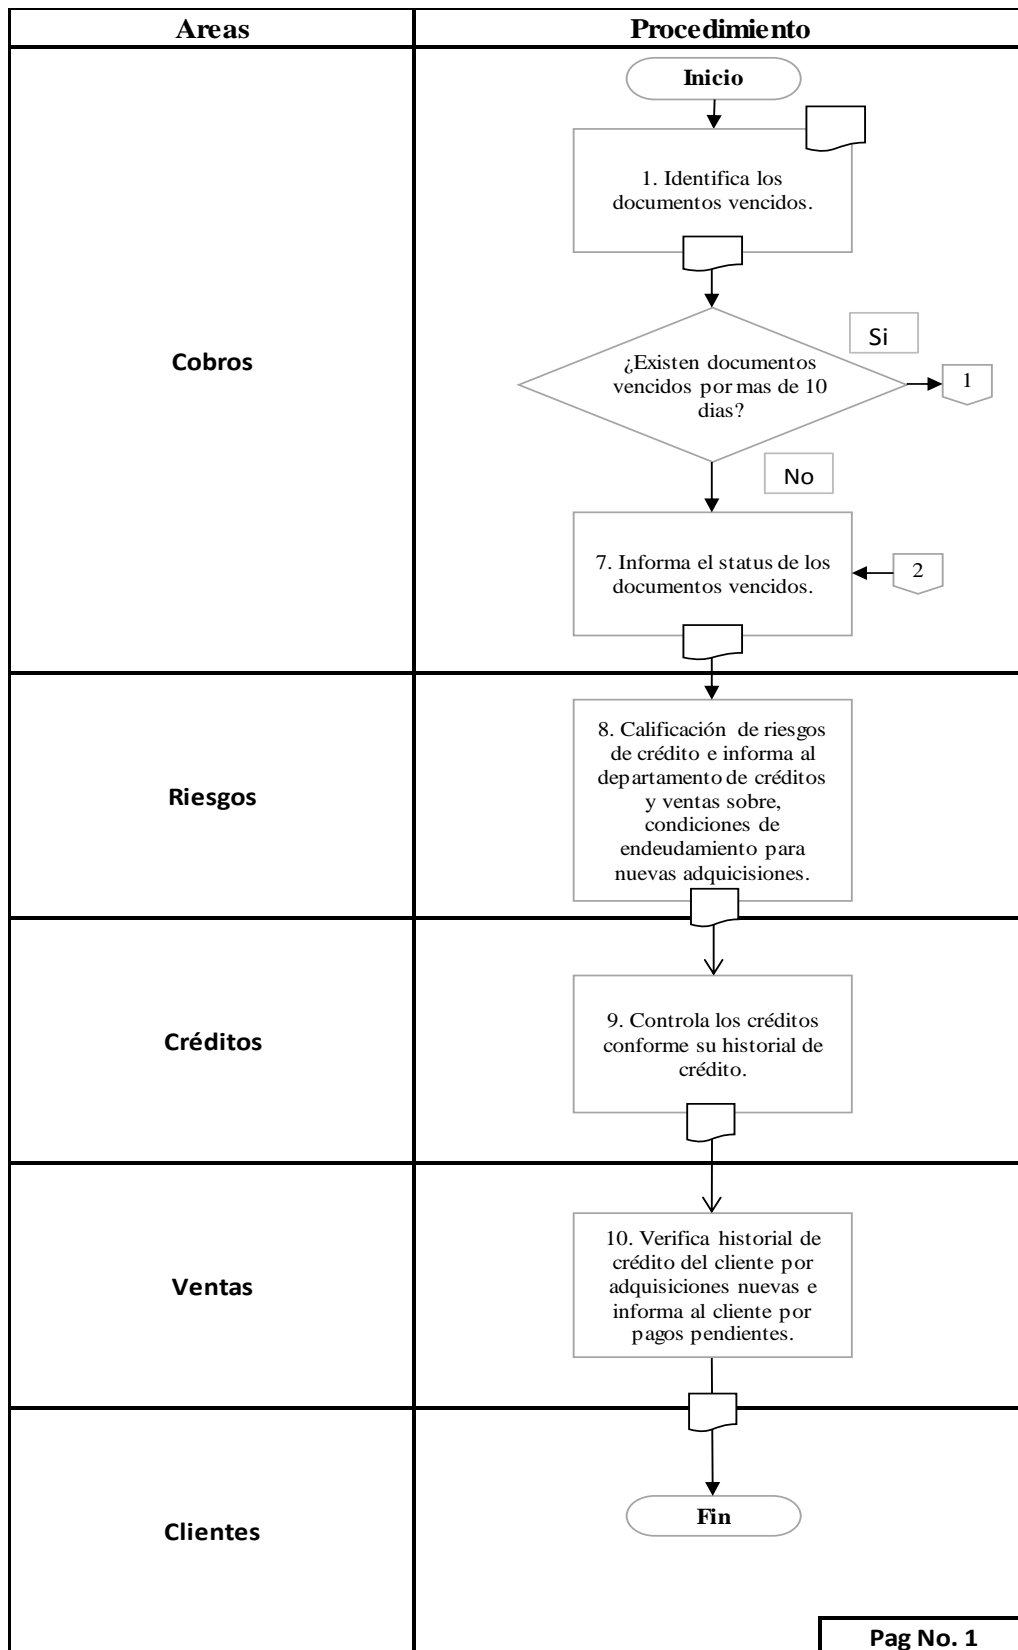 Areas
Procedimiento
Cobros
Inicio
1. Identifica los
documentos vencidos.
¿Existen documentos
vencidos por mas de 10
dias?
Si
1
No
7. Informa el status de los
documentos vencidos.
2
Riesgos
8. Calificación de riesgos
de crédito e informa al
departamento de créditos
y ventas sobre,
condiciones de
endeudamiento para
nuevas adquicisiones.
Créditos
9. Controla los créditos
conforme su historial de
crédito.
Ventas
10. Verifica historial de
crédito del cliente por
adquisiciones nuevas e
informa al cliente por
pagos pendientes.
Clientes
Fin
Pag No. 1